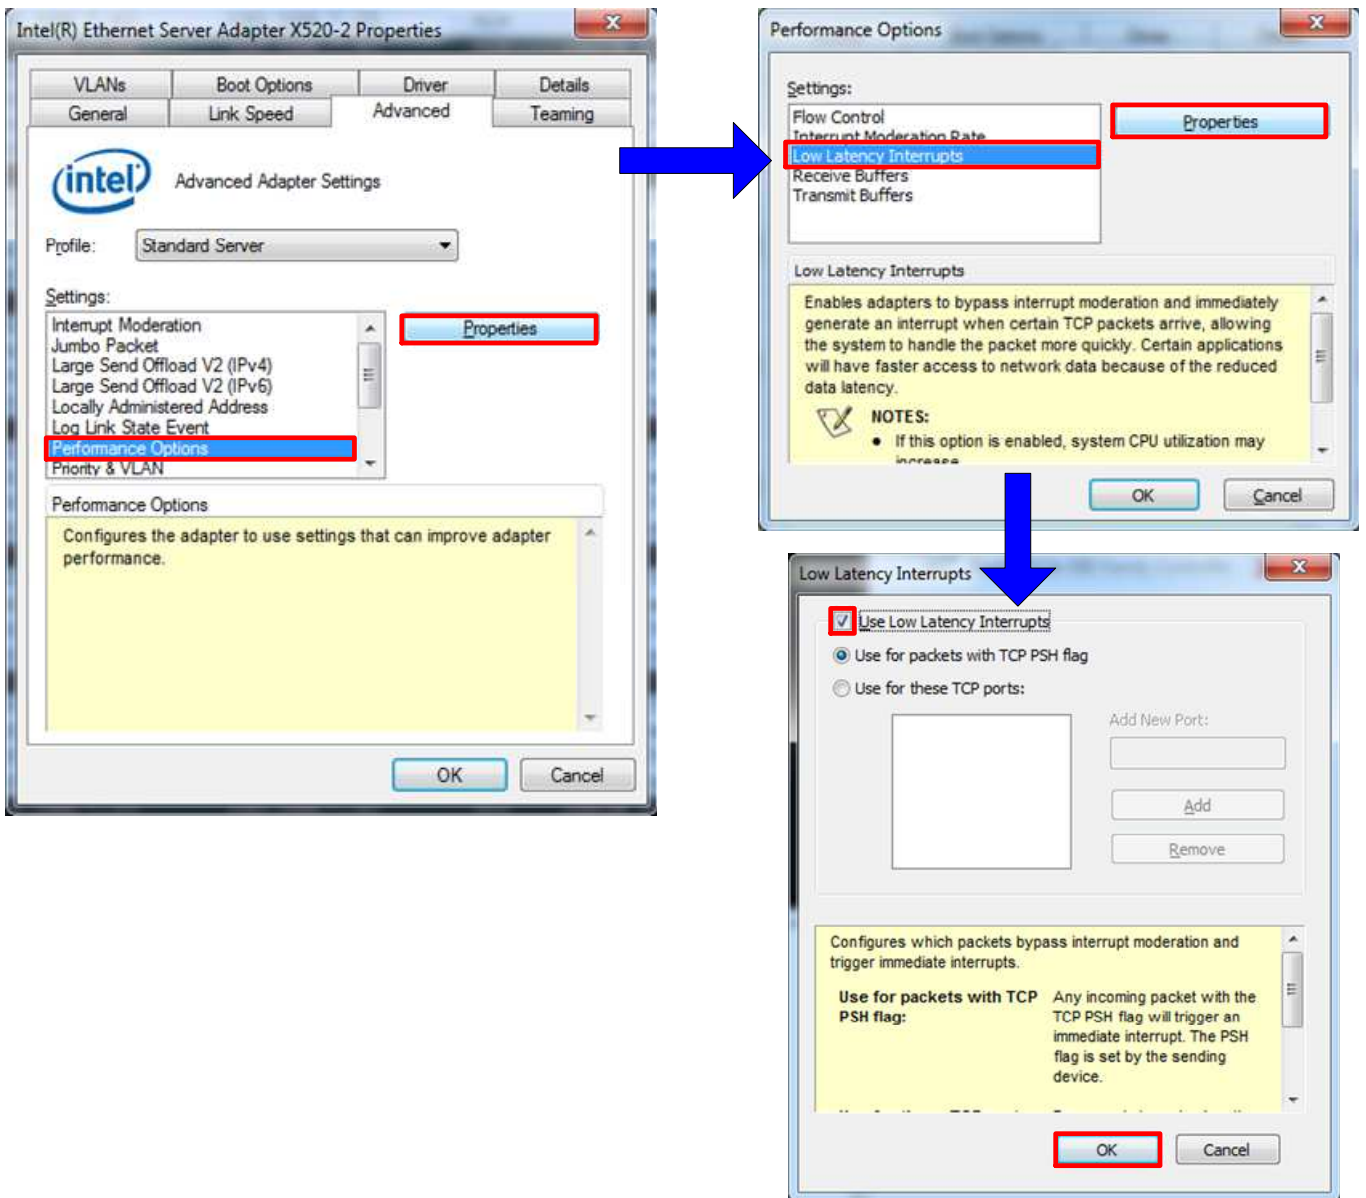 Intel(R) Ethernet Server Adapter X520-2 Properties
VLANs Boot Options Driver Details
General Link Speed Advanced Teaming
intel Advanced Adapter Settings
Profile: Standard Server
Settings:
Interrupt Moderation
Properties
Jumbo Packet
Large Send Offload V2 (IPv4)
Large Send Offload V2 (IPv6)
Locally Administered Address
Log Link State Event
Performance Options
Priority & VLAN
Performance Options
Configures the adapter to use settings that can improve adapter
performance.
OK Cancel
Performance Options
Settings:
Flow Control
Properties
Interrupt Moderation Rate
Low Latency Interrupts
Receive Buffers
Transmit Buffers
Low Latency Interrupts
Enables adapters to bypass interrupt moderation and immediately
generate an interrupt when certain TCP packets arrive, allowing
the system to handle the packet more quickly. Certain applications
will have faster access to network data because of the reduced
data latency.
NOTES:
• If this option is enabled, system CPU utilization may
increase
OK Cancel
Low Latency Interrupts
Use Low Latency Interrupts
Use for packets with TCP PSH flag
Use for these TCP ports:
Add New Port:
Add
Remove
Configures which packets bypass interrupt moderation and
trigger immediate interrupts.
Use for packets with TCP Any incoming packet with the
PSH flag: TCP PSH flag will trigger an
immediate interrupt. The PSH
flag is set by the sending
device.
OK Cancel